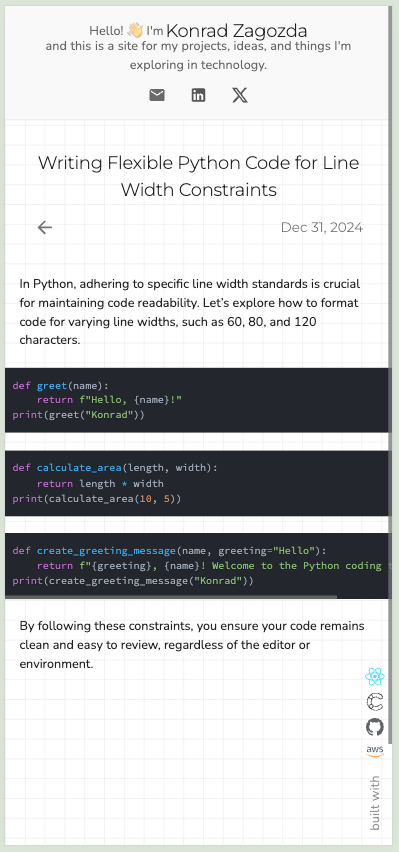 Hello! 👋 I'm Konrad Zagozda
and this is a site for my projects, ideas, and things I'm
exploring in technology.
Writing Flexible Python Code for Line
Width Constraints
Dec 31, 2024
In Python, adhering to specific line width standards is crucial
for maintaining code readability. Let’s explore how to format
code for varying line widths, such as 60, 80, and 120
characters.
def greet(name):
    return f"Hello, {name}!"
print(greet("Konrad"))
def calculate_area(length, width):
    return length * width
print(calculate_area(10, 5))
def create_greeting_message(name, greeting="Hello"):
    return f"{greeting}, {name}! Welcome to the Python coding
print(create_greeting_message("Konrad"))
By following these constraints, you ensure your code remains
clean and easy to review, regardless of the editor or
environment.
aws
built with